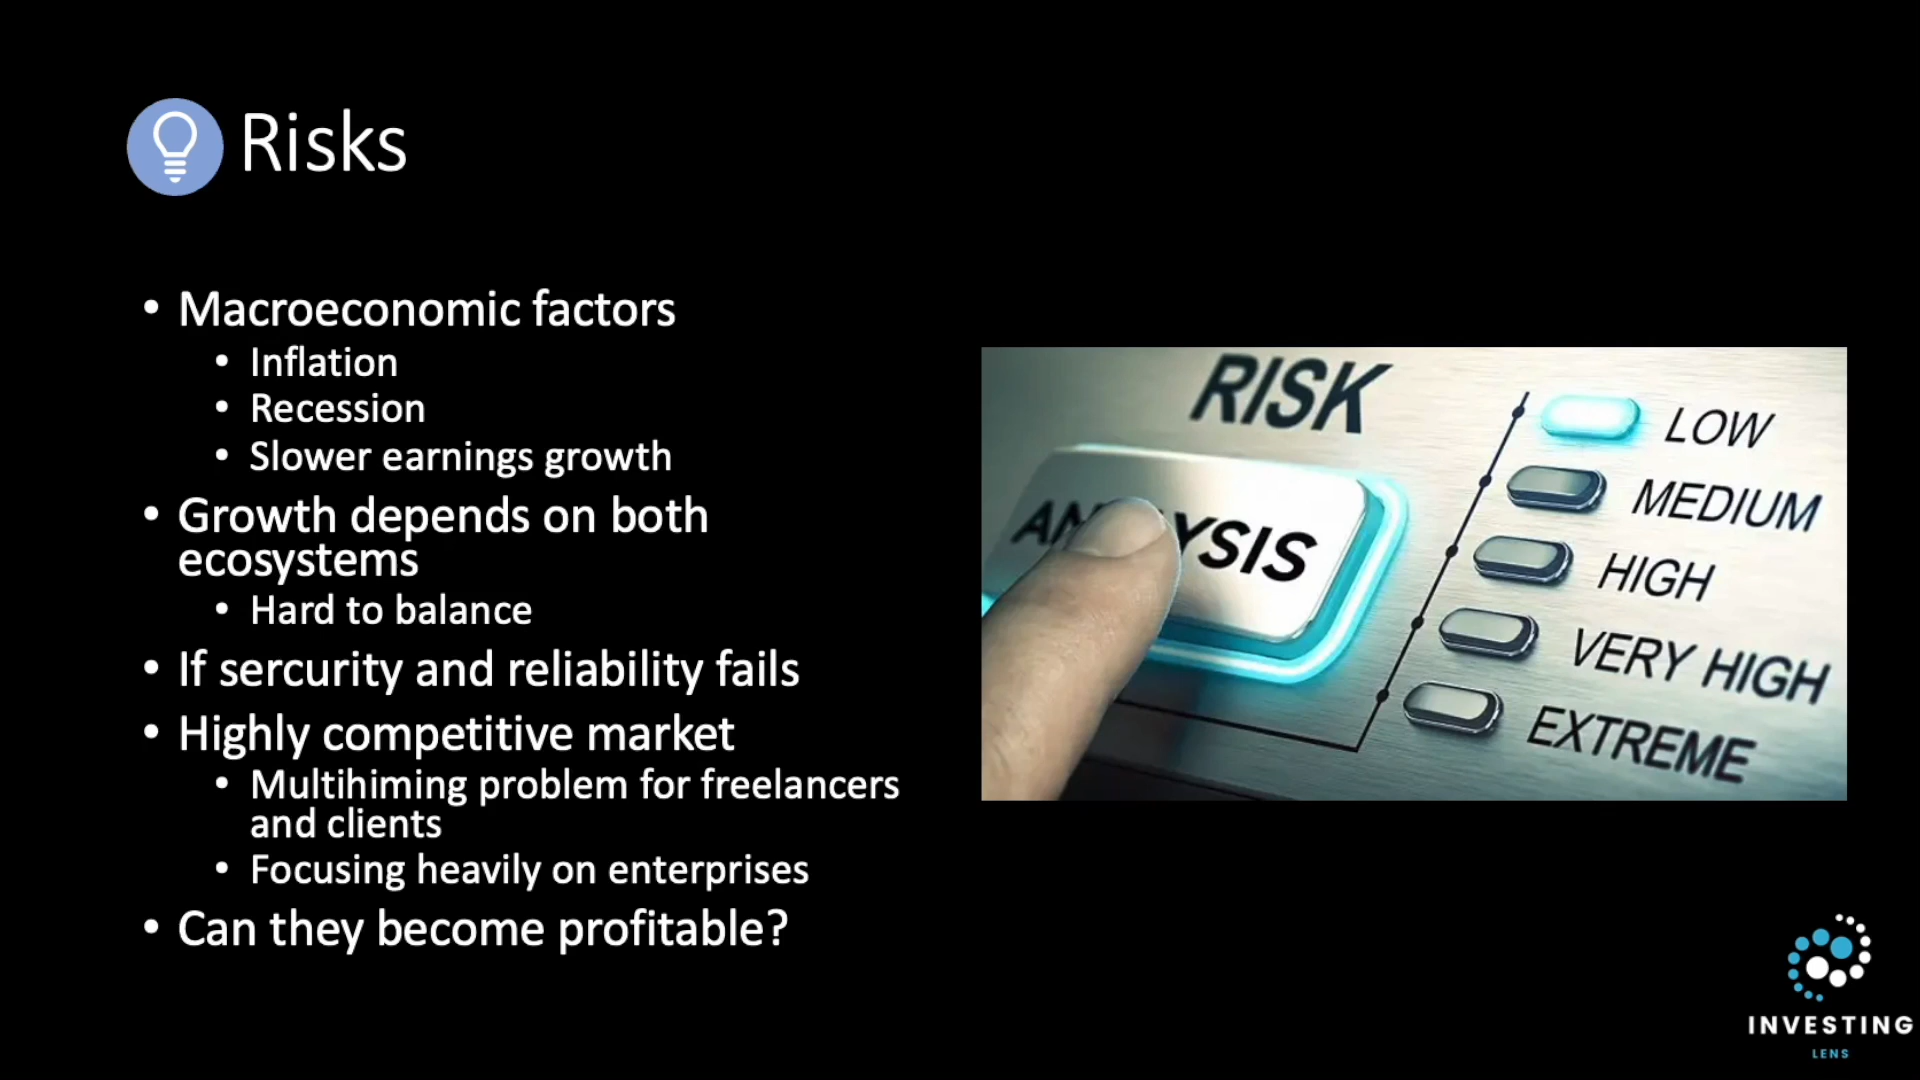 Risks
• Macroeconomic factors
• Inflation
• Recession
• Slower earnings growth
• Growth depends on both
ecosystems
• Hard to balance
• If sercurity and reliability fails
• Highly competitive market
• Multihiming problem for freelancers
and clients
• Focusing heavily on enterprises
• Can they become profitable?
RISK
AN YSIS
LOW
MEDIUM
HIGH
VERY HIGH
EXTREME
INVESTING
LENS